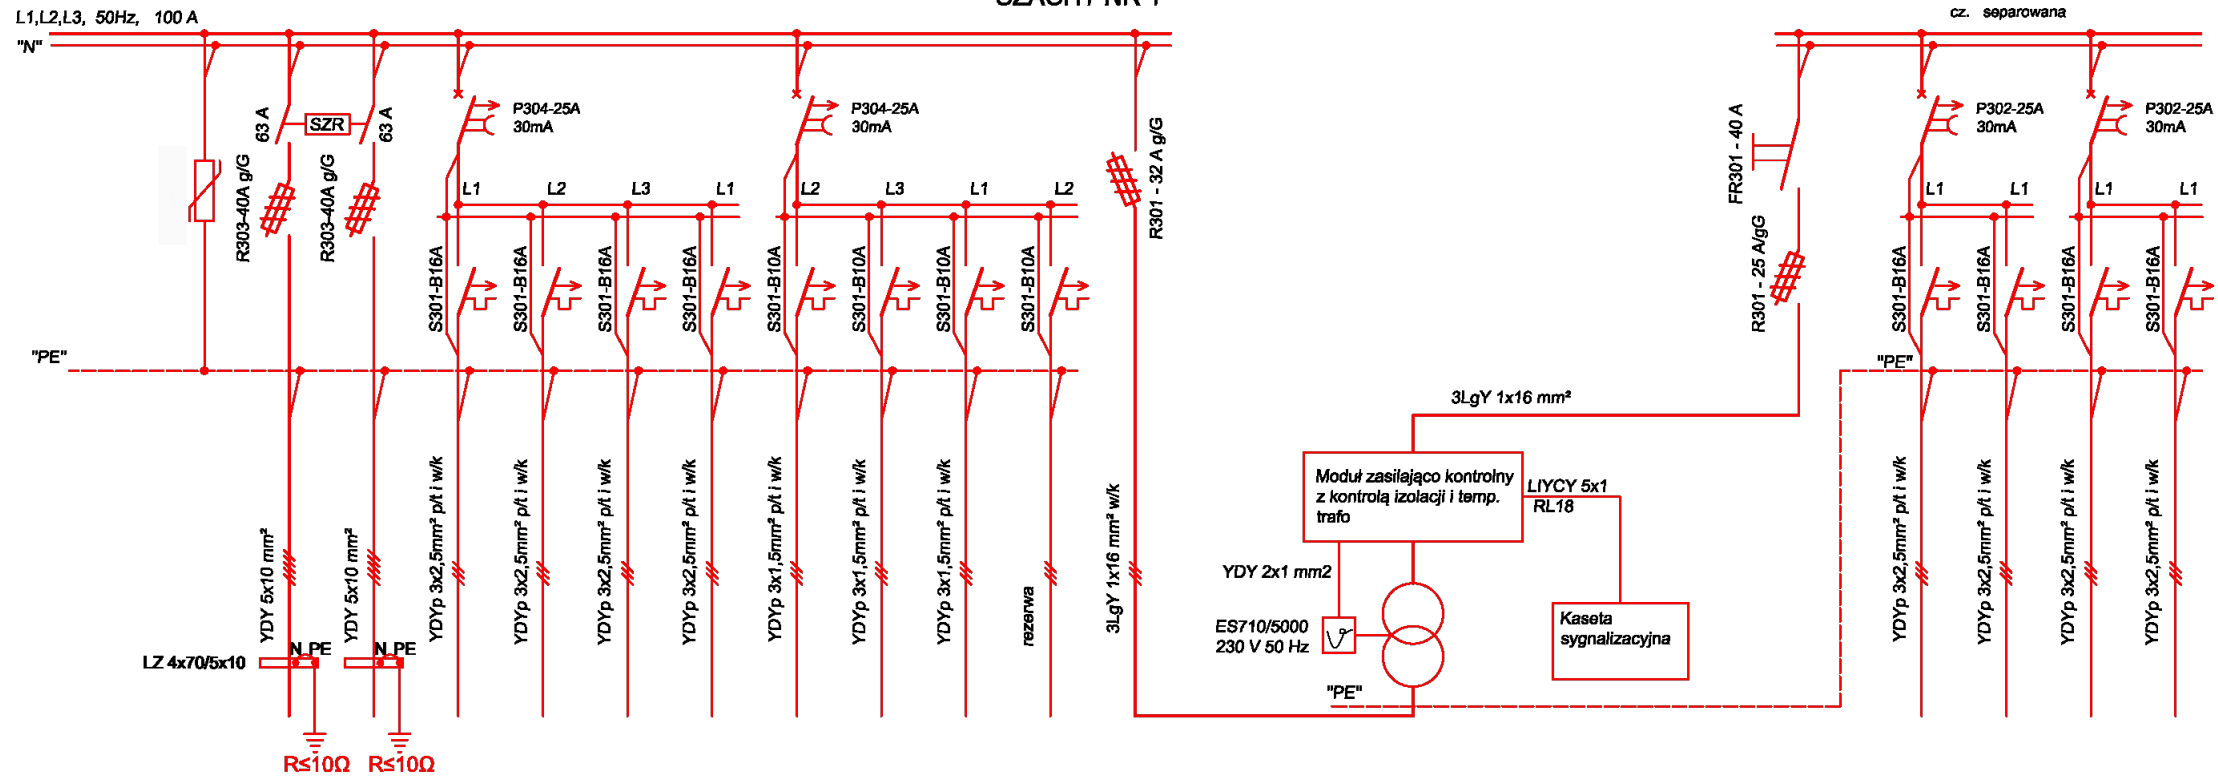 L1,L2,L3, 50Hz, 100 A
"N"
cz. separowana
63 A
SZR
63 A
P304-25A
30mA
P304-25A
30mA
P302-25A
30mA
P302-25A
30mA
R303-40A g/G
R303-40A g/G
R301 - 32 A g/G
FR301 - 40 A
R301 - 25 A/gG
L1
L2
L3
L1
L2
L3
L1
L2
L1
L1
L1
L1
S301-B16A
S301-B16A
S301-B16A
S301-B16A
S301-B10A
S301-B10A
S301-B10A
S301-B10A
S301-B16A
S301-B16A
S301-B16A
S301-B16A
"PE"
"PE"
3LgY 1x16 mm²
Moduł zasilająco kontrolny
z kontrolą izolacji i temp.
trafo
LIYCY 5x1
RL18
YDY 2x1 mm2
ES710/5000
230 V 50 Hz
Kaseta
sygnalizacyjna
"PE"
YDY 5x10 mm²
YDY 5x10 mm²
YDYp 3x2,5mm² p/t i w/k
YDYp 3x2,5mm² p/t i w/k
YDYp 3x2,5mm² p/t i w/k
YDYp 3x2,5mm² p/t i w/k
YDYp 3x1,5mm² p/t i w/k
YDYp 3x1,5mm² p/t i w/k
YDYp 3x1,5mm² p/t i w/k
rezerwa
3LgY 1x16 mm² w/k
YDYp 3x2,5mm² p/t i w/k
YDYp 3x2,5mm² p/t i w/k
YDYp 3x2,5mm² p/t i w/k
YDYp 3x2,5mm² p/t i w/k
LZ 4x70/5x10
N PE
N PE
R≤10Ω
R≤10Ω